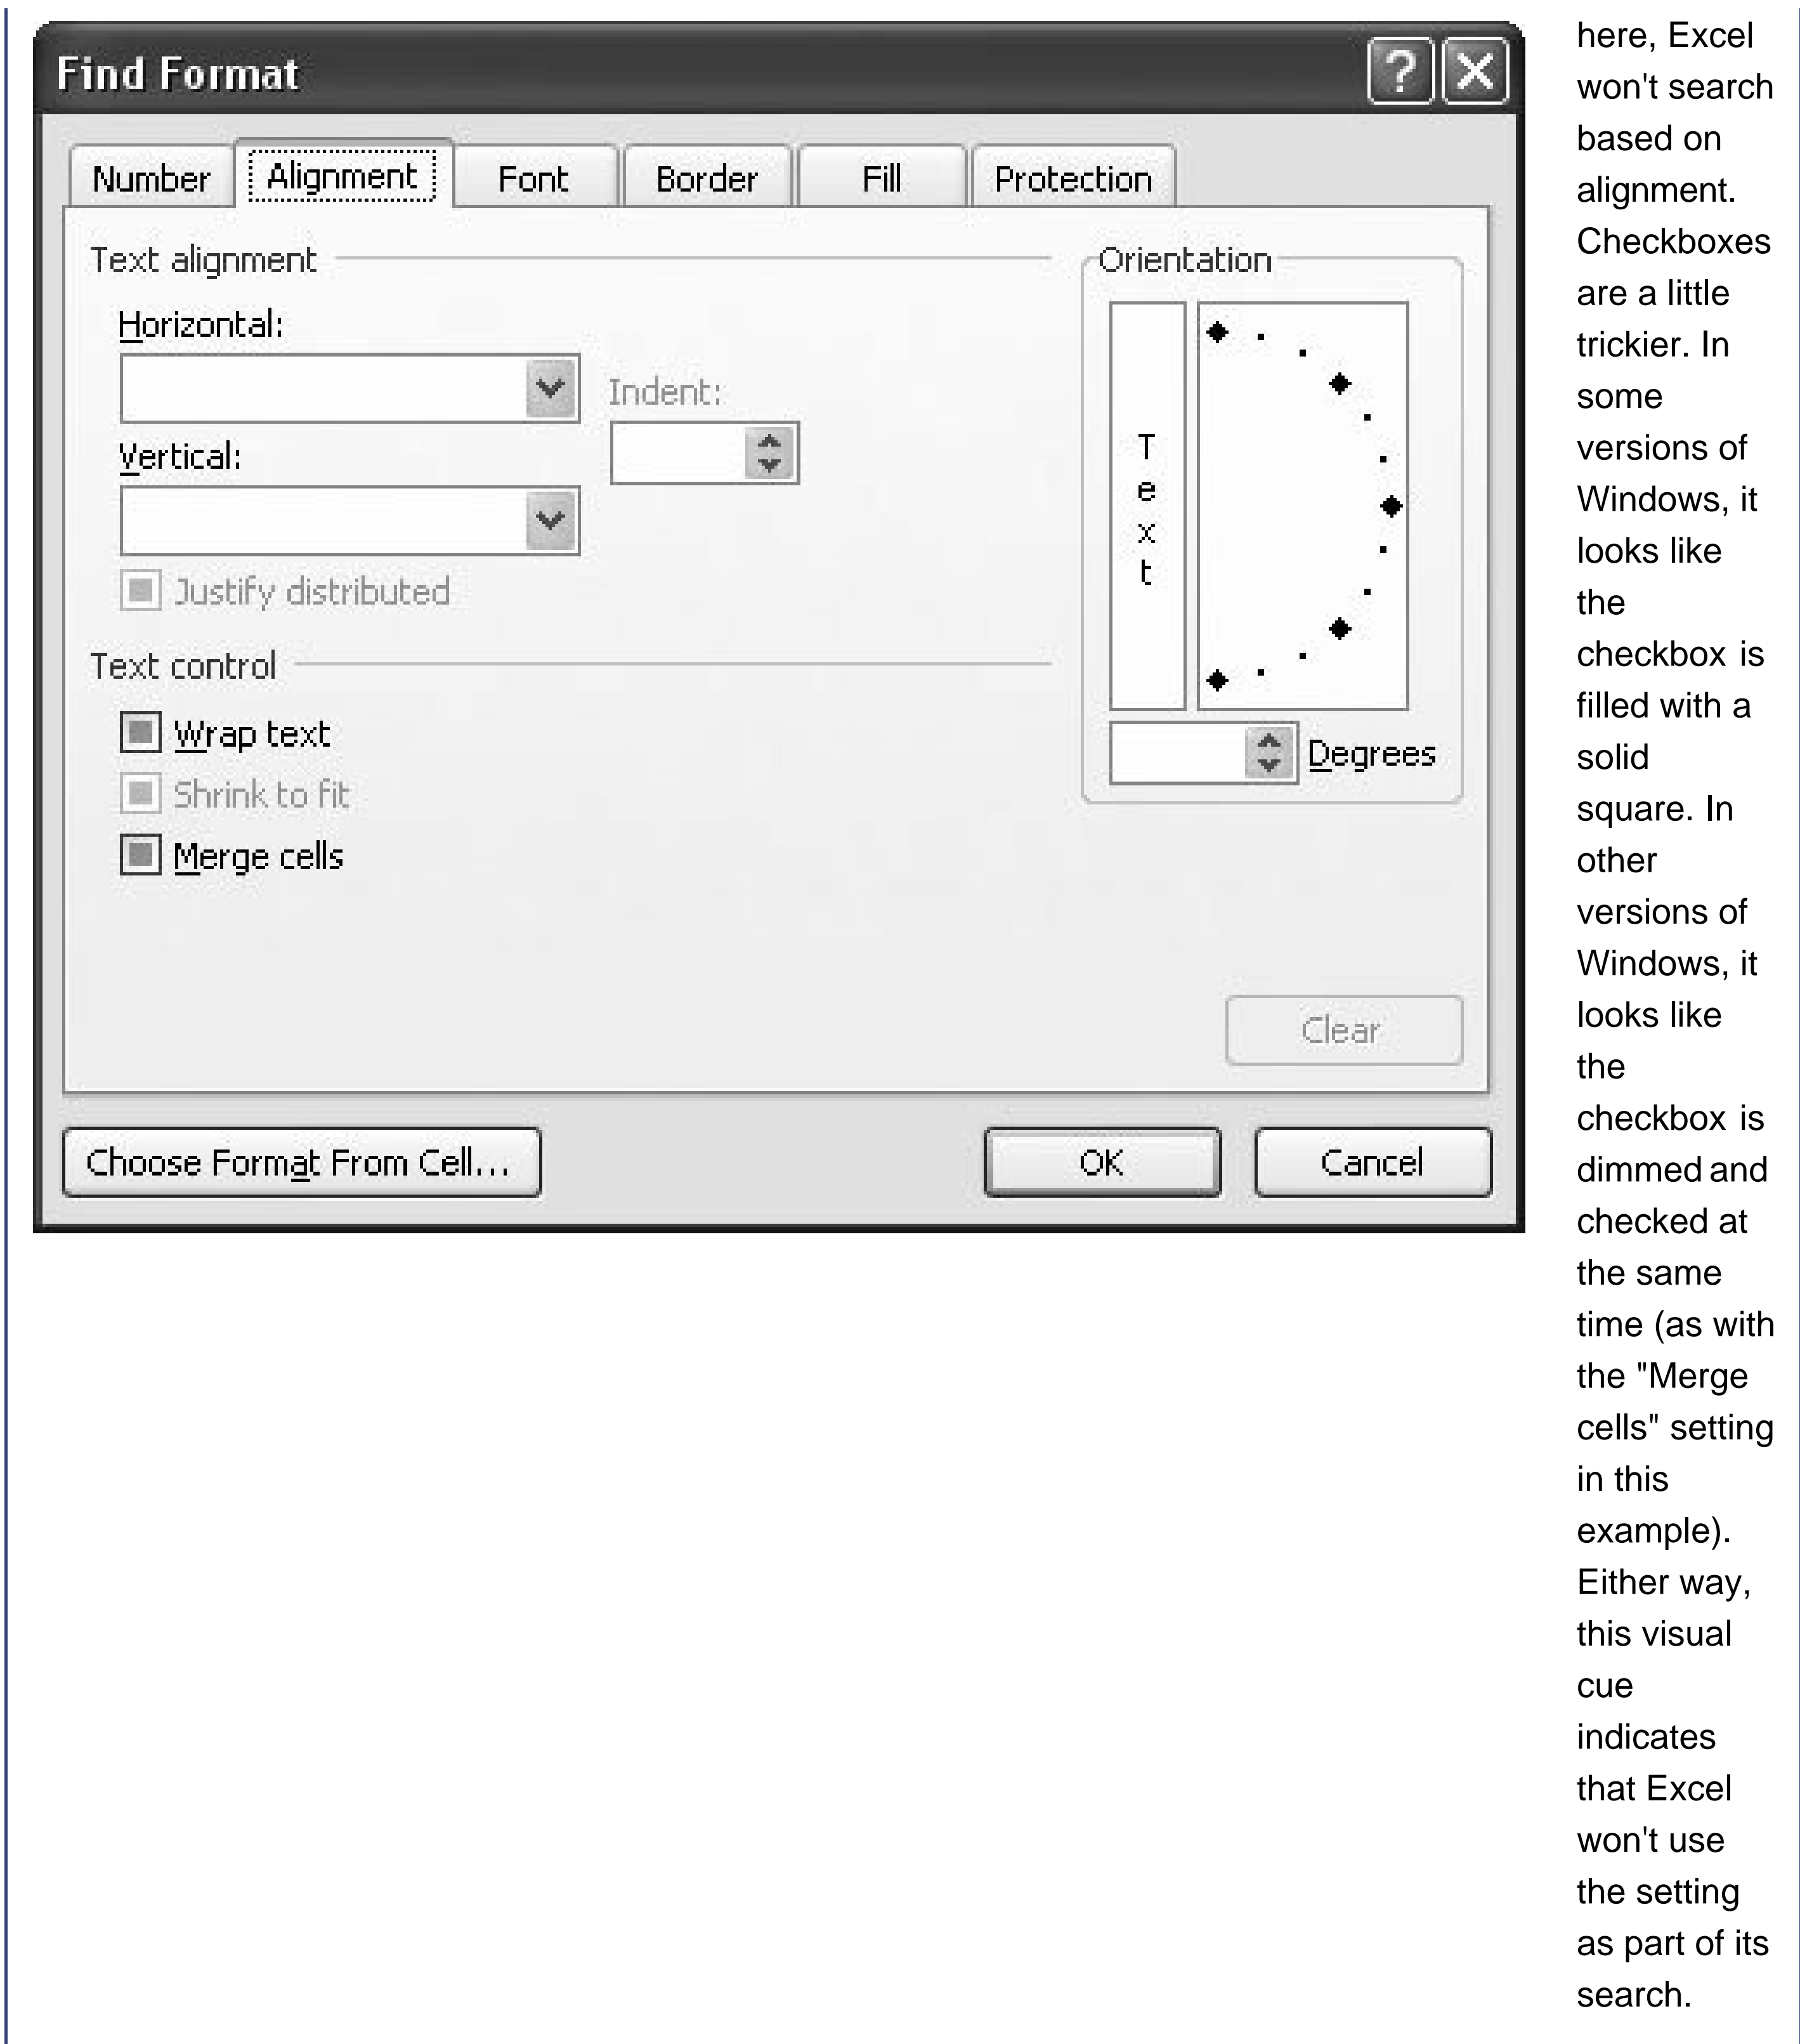 Find Format
Number Alignment Font Border Fill Protection
Text alignment
Horizontal:
Indent:
Vertical:
Justify distributed
Text control
Wrap text
Shrink to fit
Merge cells
Orientation
T
e
x
t
Degrees
Clear
Choose Format From Cell...
OK
Cancel
here, Excel
won't search
based on
alignment.
Checkboxes
are a little
trickier. In
some
versions of
Windows, it
looks like
the
checkbox is
filled with a
solid
square. In
other
versions of
Windows, it
looks like
the
checkbox is
dimmed and
checked at
the same
time (as with
the "Merge
cells" setting
in this
example).
Either way,
this visual
cue
indicates
that Excel
won't use
the setting
as part of its
search.